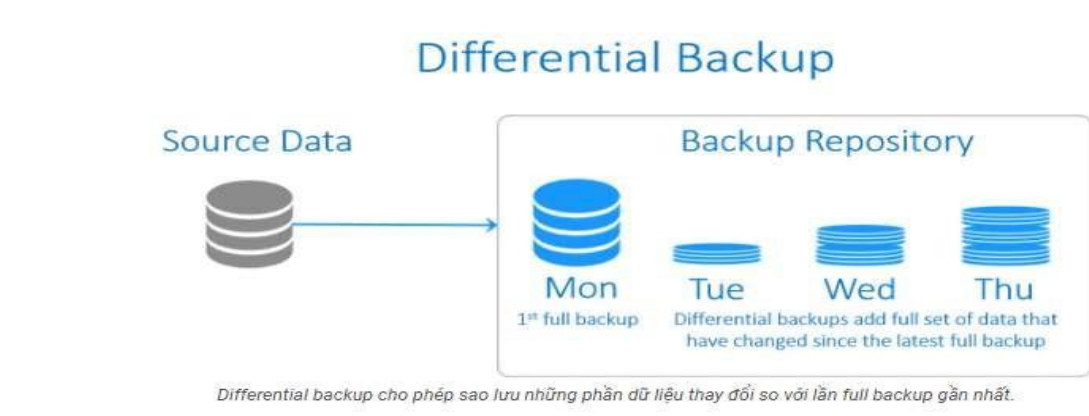 Differential Backup
Source Data
Backup Repository
Mon
Tue
Wed
Thu
1st full backup
Differential backups add full set of data that
have changed since the latest full backup
Differential backup cho phép sao lưu những phần dữ liệu thay đổi so với lần full backup gần nhất.